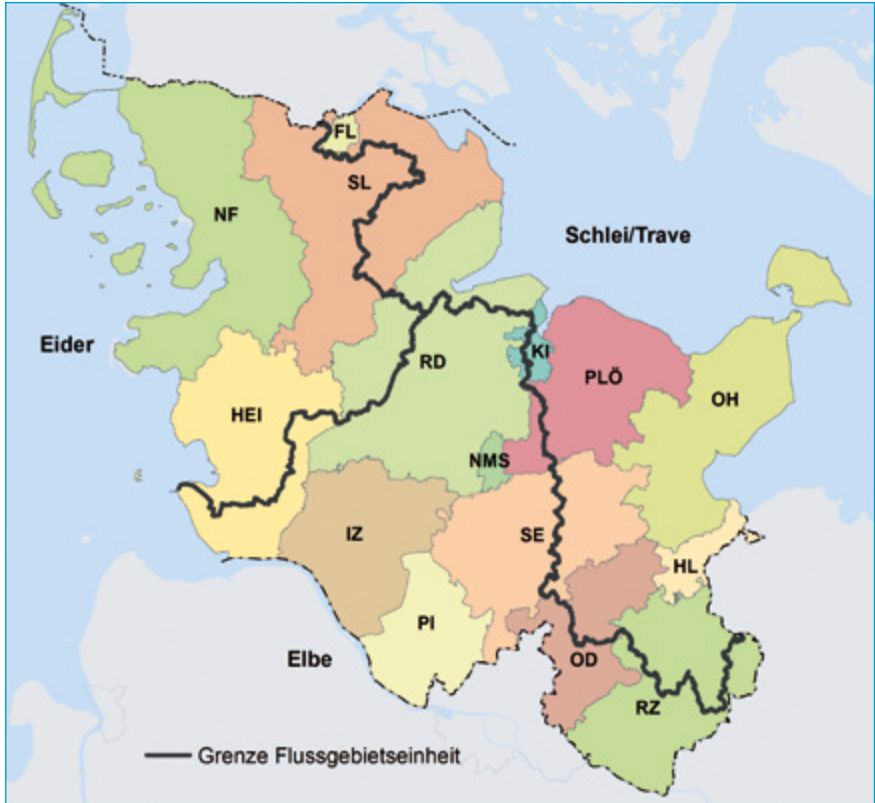 FL
SL
NF
Schlei/Trave
Eider
KI
RD
PLÖ
OH
HEI
NMS
IZ
SE
HL
PI
Elbe
OD
RZ
Grenze Flussgebietseinheit